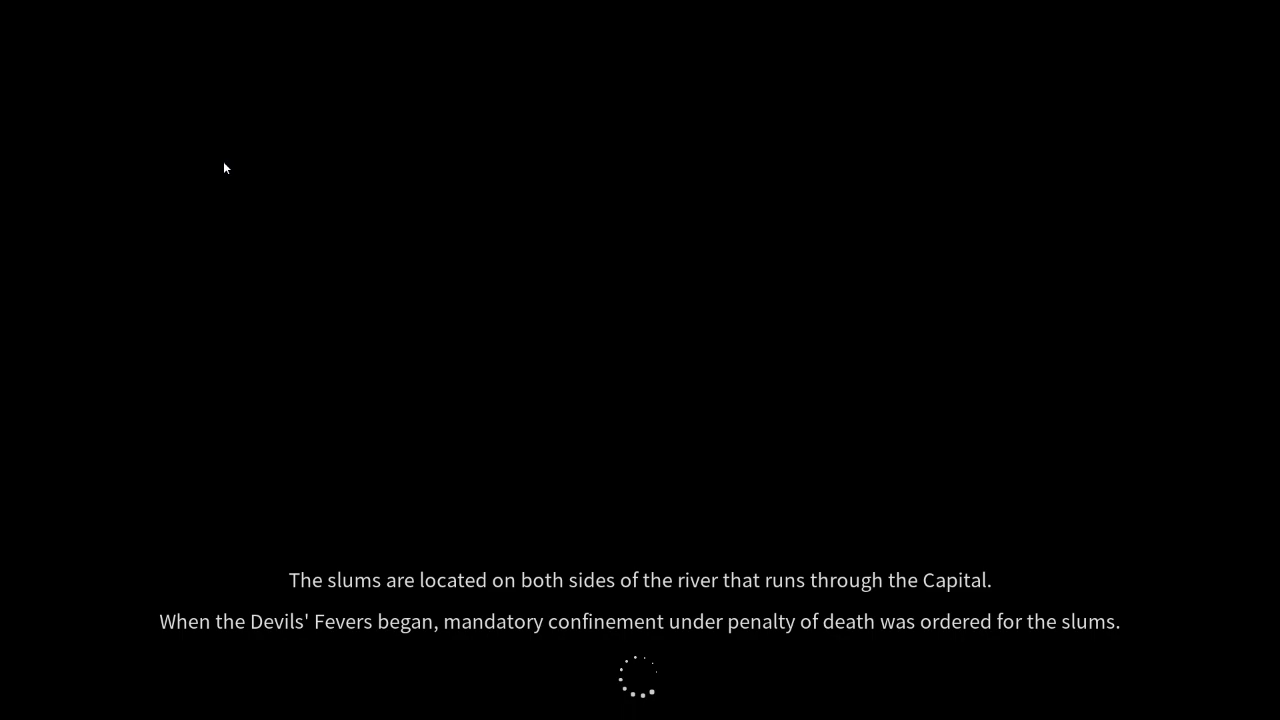 The slums are located on both sides of the river that runs through the Capital.
When the Devils' Fevers began, mandatory confinement under penalty of death was ordered for the slums.